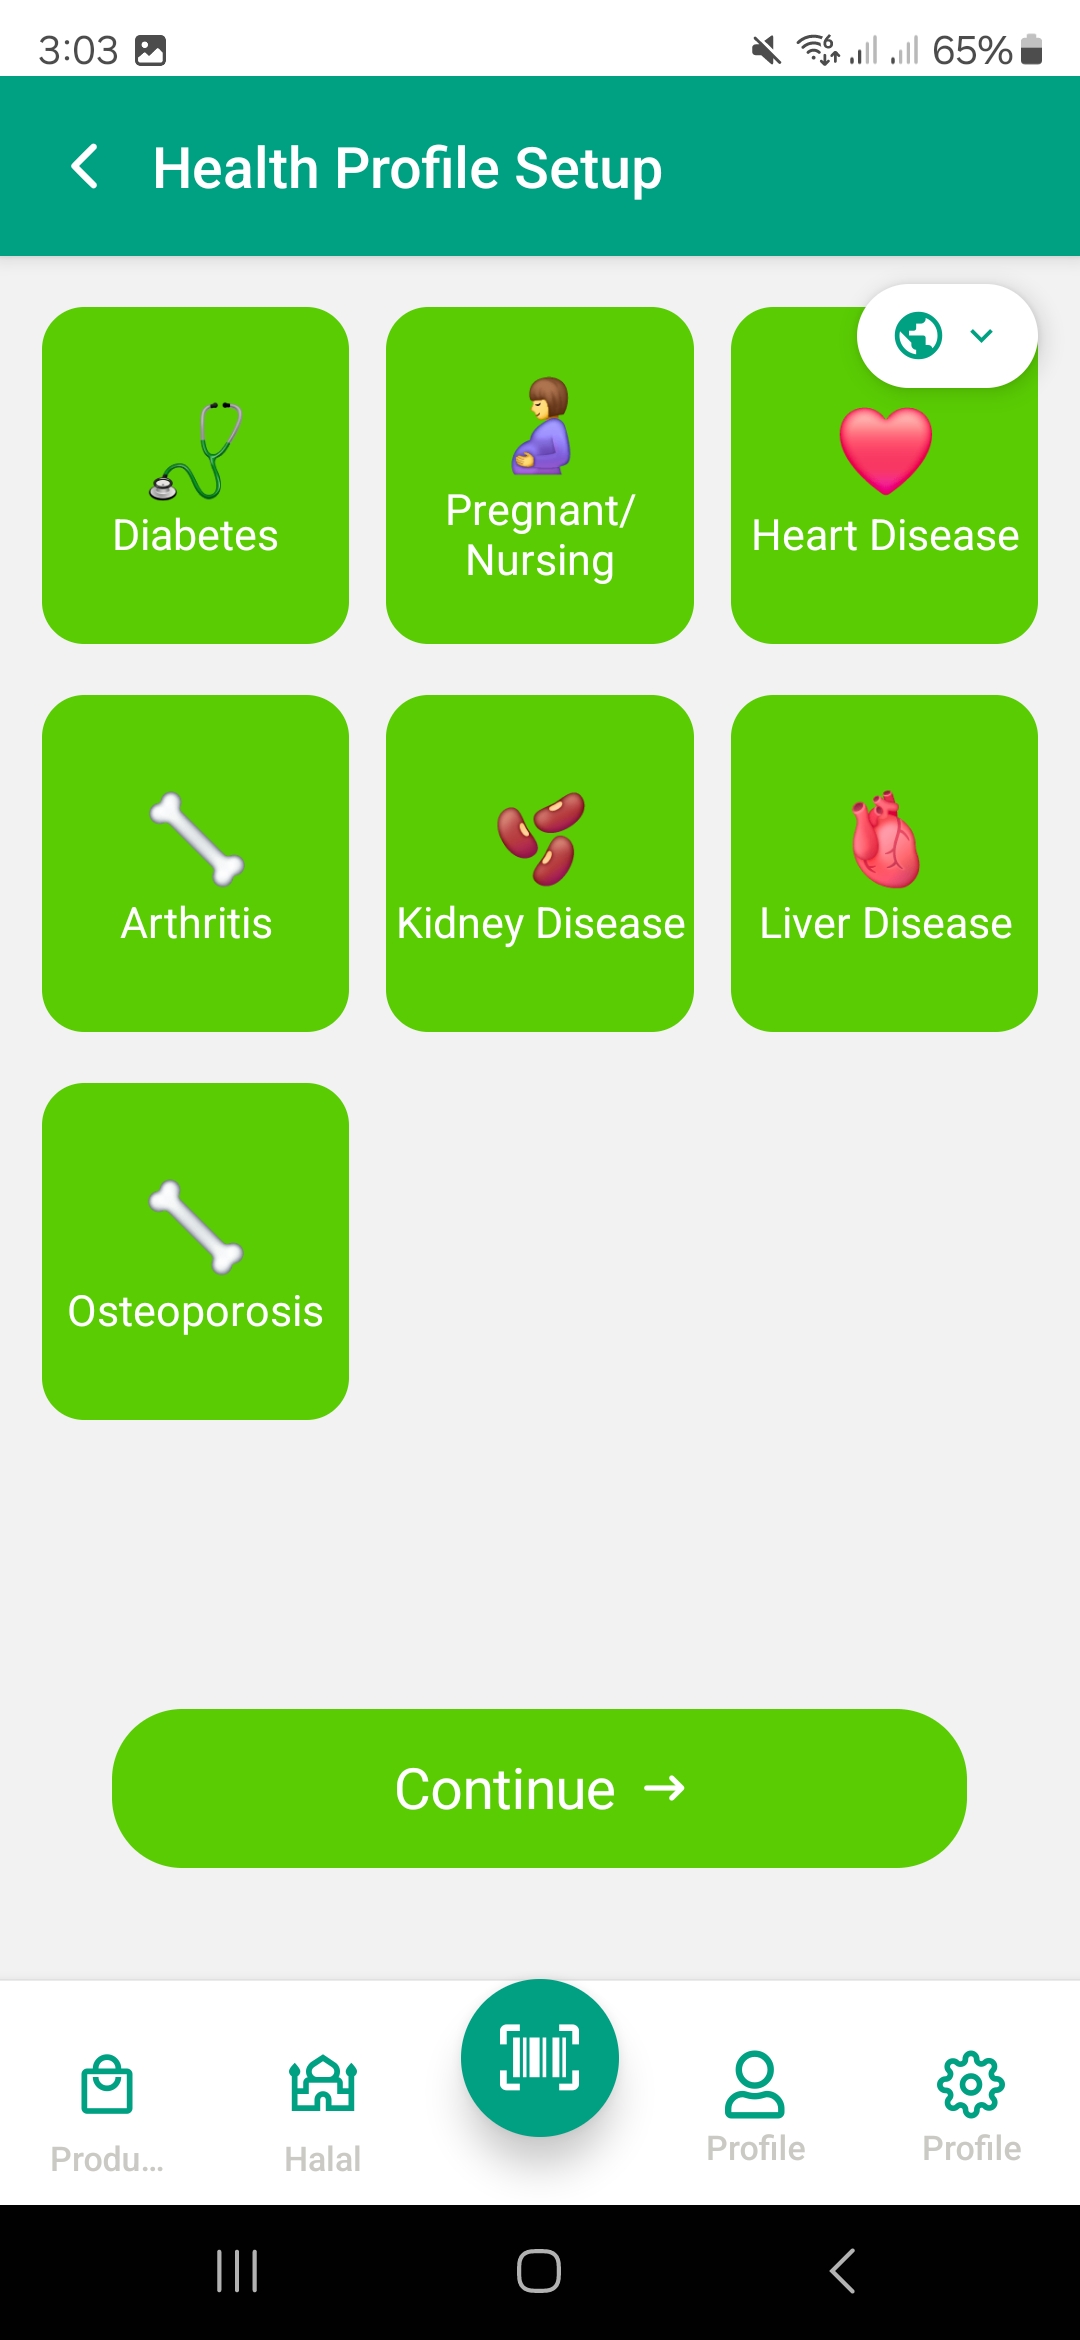 3:03
65%
Health Profile Setup
Diabetes
Pregnant/
Nursing
Heart Disease
Arthritis
Kidney Disease
Liver Disease
Osteoporosis
Continue →
Produ...
Halal
Profile
Profile